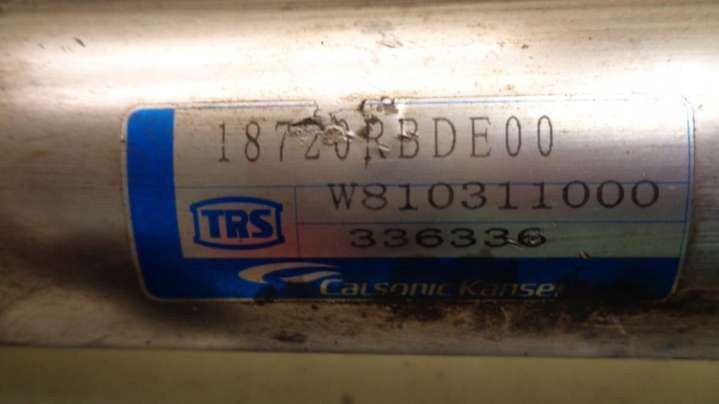 18720RBDE00
W810311000
TRS
336336
CALSONIC KANSEI